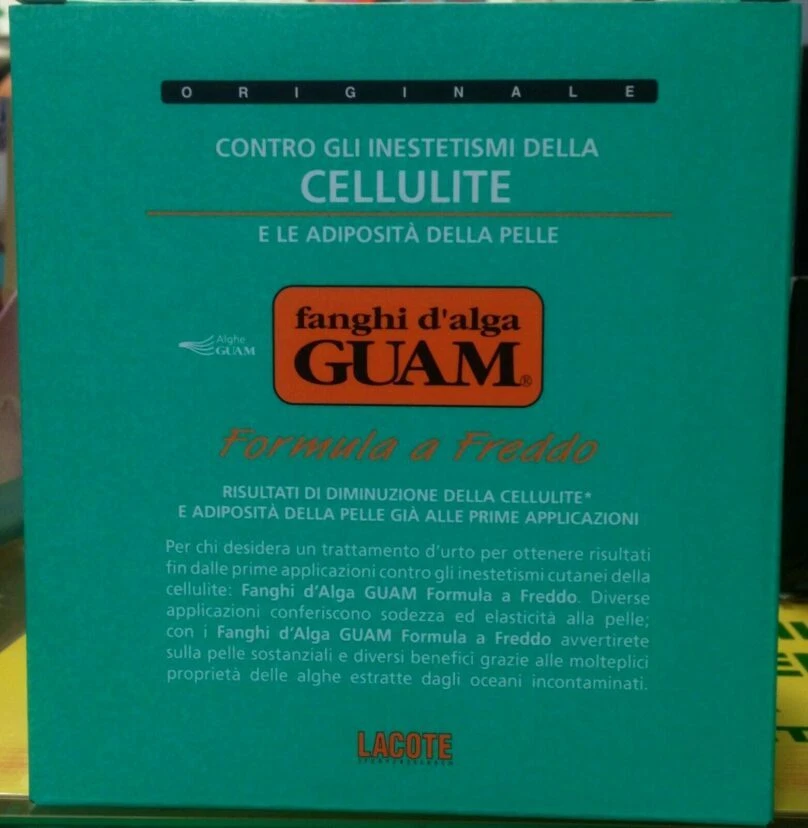 ORIGINALE
CONTRO GLI INESTETISMI DELLA
CELLULITE
E LE ADIPOSITÀ DELLA PELLE
fanghi d'alga
GUAM®
Alghe
GUAM
Formula a Freddo
RISULTATI DI DIMINUZIONE DELLA CELLULITE*
E ADIPOSITÀ DELLA PELLE GIÀ ALLE PRIME APPLICAZIONI
Per chi desidera un trattamento d'urto per ottenere risultati
fin dalle prime applicazioni contro gli inestetismi cutanei della
cellulite: Fanghi d'Alga GUAM Formula a Freddo. Diverse
applicazioni conferiscono sodezza ed elasticità alla pelle;
con i Fanghi d'Alga GUAM Formula a Freddo avvertirete
sulla pelle sostanziali e diversi benefici grazie alle molteplici
proprietà delle alghe estratte dagli oceani incontaminati.
LACOTE